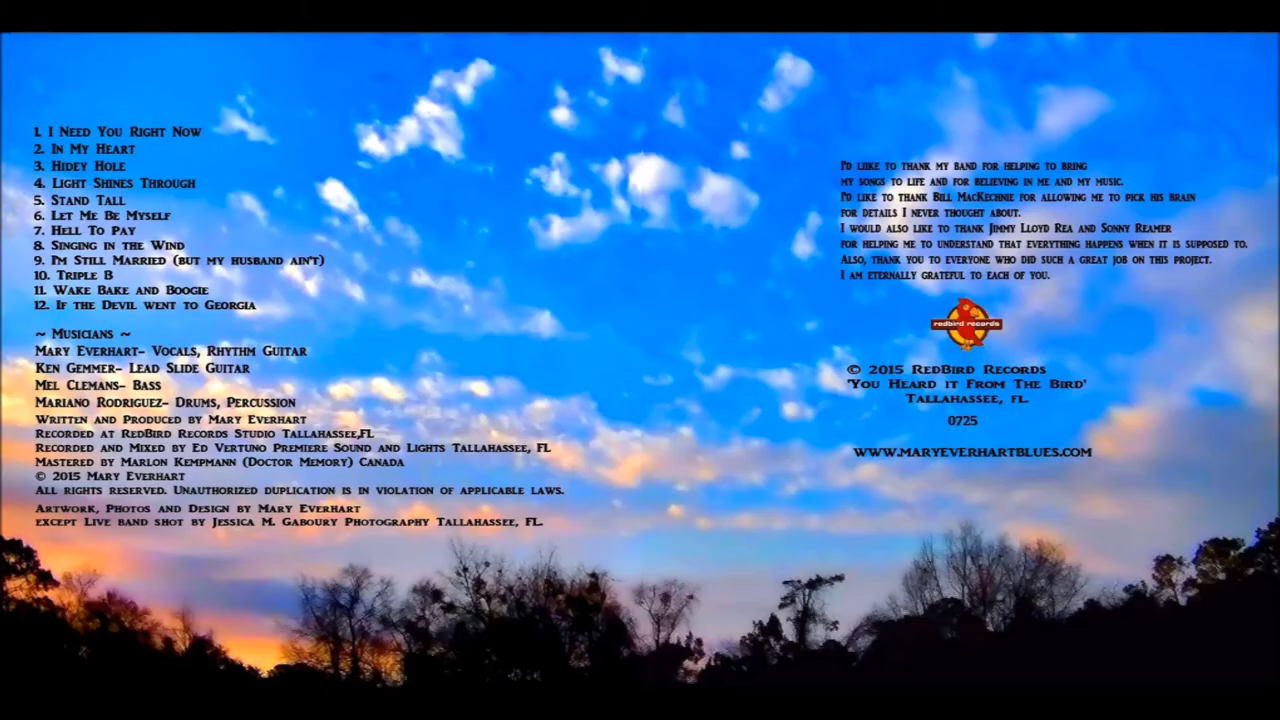 1. I Need You Right Now
2. In My Heart
3. Hidey Hole
4. Light Shines Through
5. Stand Tall
6. Let Me Be Myself
7. Hell To Pay
8. Singing in the Wind
9. I'm Still Married (but my husband ain't)
10. Triple B
11. Wake Bake and Boogie
12. If the Devil went to Georgia
~ Musicians ~
Mary Everhart- Vocals, Rhythm Guitar
Ken Gemmer- Lead Slide Guitar
Mel Clemans- Bass
Mariano Rodriguez- Drums, Percussion
Written and Produced by Mary Everhart
Recorded at RedBird Records Studio Tallahassee,FL
Recorded and Mixed by Ed Vertuno Premiere Sound and Lights Tallahassee, FL
Mastered by Marlon Kempmann (Doctor Memory) Canada
© 2015 Mary Everhart
All rights reserved. Unauthorized duplication is in violation of applicable laws.
Artwork, Photos and Design by Mary Everhart
except Live band shot by Jessica M. Gaboury Photography Tallahassee, FL.
I'd liike to thank my band for helping to bring
my songs to life and for believing in me and my music.
I'd like to thank Bill MacKechnie for allowing me to pick his brain
for details I never thought about.
I would also like to thank Jimmy Lloyd Rea and Sonny Reamer
for helping me to understand that everything happens when it is supposed to.
Also, thank you to everyone who did such a great job on this project.
I am eternally grateful to each of you.
redbird records
© 2015 RedBird Records
'You Heard it From The Bird'
Tallahassee, fl.
0725
www.maryeverhartblues.com